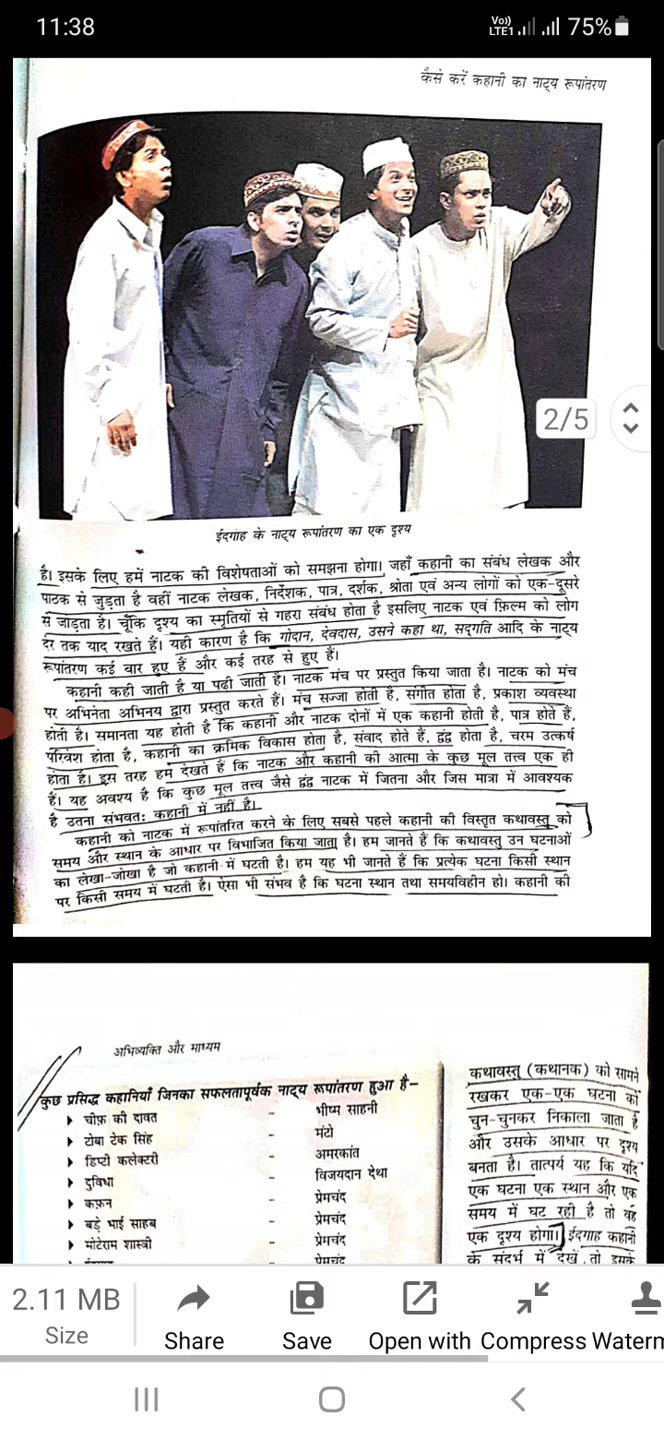 11:38
Vo))
LTE1
75%
कैसे करें कहानी का नाट्य रूपांतरण
2/5
ईदगाह के नाट्य रूपांतरण का एक दृश्य
है। इसके लिए हमें नाटक की विशेषताओं को समझना होगा। जहाँ कहानी का संबंध लेखक और
पाठक से जुड़ता है वहीं नाटक लेखक, निर्देशक, पात्र, दर्शक, श्रोता एवं अन्य लोगों को एक-दूसरे
से जोड़ता है। चूँकि दृश्य का स्मृतियों से गहरा संबंध होता है इसलिए नाटक एवं फ़िल्म को लोग
देर तक याद रखते हैं। यही कारण है कि गोदान, देवदास, उसने कहा था, सद्गति आदि के नाट्य
रूपांतरण कई बार हुए हैं और कई तरह से हुए हैं।
कहानी कही जाती है या पढ़ी जाती है। नाटक मंच पर प्रस्तुत किया जाता है। नाटक को मंच
पर अभिनेता अभिनय द्वारा प्रस्तुत करते हैं। मंच सज्जा होती है, संगीत होता है, प्रकाश व्यवस्था
होती है। समानता यह होती है कि कहानी और नाटक दोनों में एक कहानी होती है, पात्र होते हैं,
परिवेश होता है, कहानी का क्रमिक विकास होता है, संवाद होते हैं, द्वंद्व होता है, चरम उत्कर्ष
होता है। इस तरह हम देखते हैं कि नाटक और कहानी की आत्मा के कुछ मूल तत्त्व एक ही
हैं। यह अवश्य है कि कुछ मूल तत्त्व जैसे द्वंद्व नाटक में जितना और जिस मात्रा में आवश्यक
है उतना संभवतः कहानी में नहीं है।
कहानी को नाटक में रूपांतरित करने के लिए सबसे पहले कहानी की विस्तृत कथावस्तु को
समय और स्थान के आधार पर विभाजित किया जाता है। हम जानते हैं कि कथावस्तु उन घटनाओं
का लेखा-जोखा है जो कहानी में घटती है। हम यह भी जानते हैं कि प्रत्येक घटना किसी स्थान
पर किसी समय में घटती है। ऐसा भी संभव है कि घटना स्थान तथा समयविहीन हो। कहानी की
अभिव्यक्ति और माध्यम
कुछ प्रसिद्ध कहानियाँ जिनका सफलतापूर्वक नाट्य रूपांतरण हुआ है–
चीफ़ की दावत - भीष्म साहनी
टोबा टेक सिंह - मंटो
डिप्टी कलेक्टरी - अमरकांत
दुविधा - विजयदान देथा
कफ़न - प्रेमचंद
बड़े भाई साहब - प्रेमचंद
मोटेराम शास्त्री - प्रेमचंद
कथावस्तु (कथानक) को सामने
रखकर एक-एक घटना को
चुन-चुनकर निकाला जाता है
और उसके आधार पर दृश्य
बनता है। तात्पर्य यह कि यदि
एक घटना एक स्थान और एक
समय में घट रही है तो वह
एक दृश्य होगा। ईदगाह कहानी
के संदर्भ में देखें तो इसके
2.11 MB
Size
Share
Save
Open with
Compress
Waterm